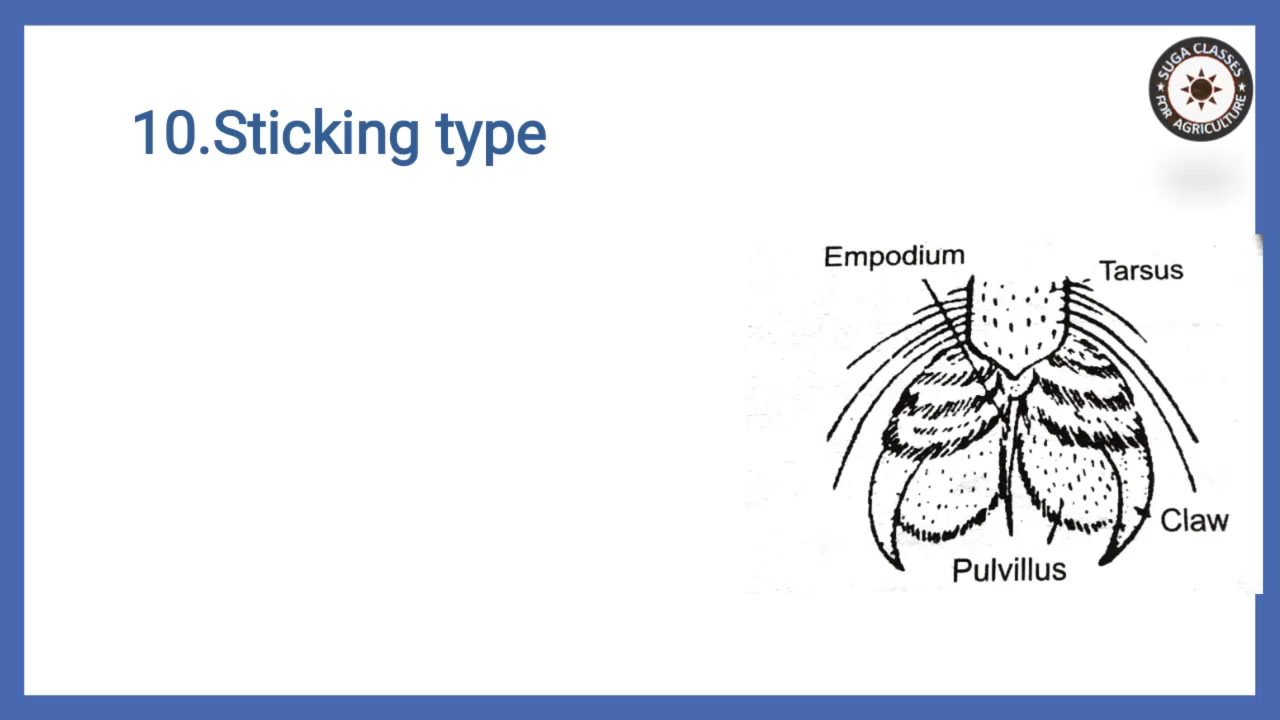 SUGA CLASSES
★ FOR AGRICULTURE ★
10.Sticking type
Empodium
Tarsus
Claw
Pulvillus